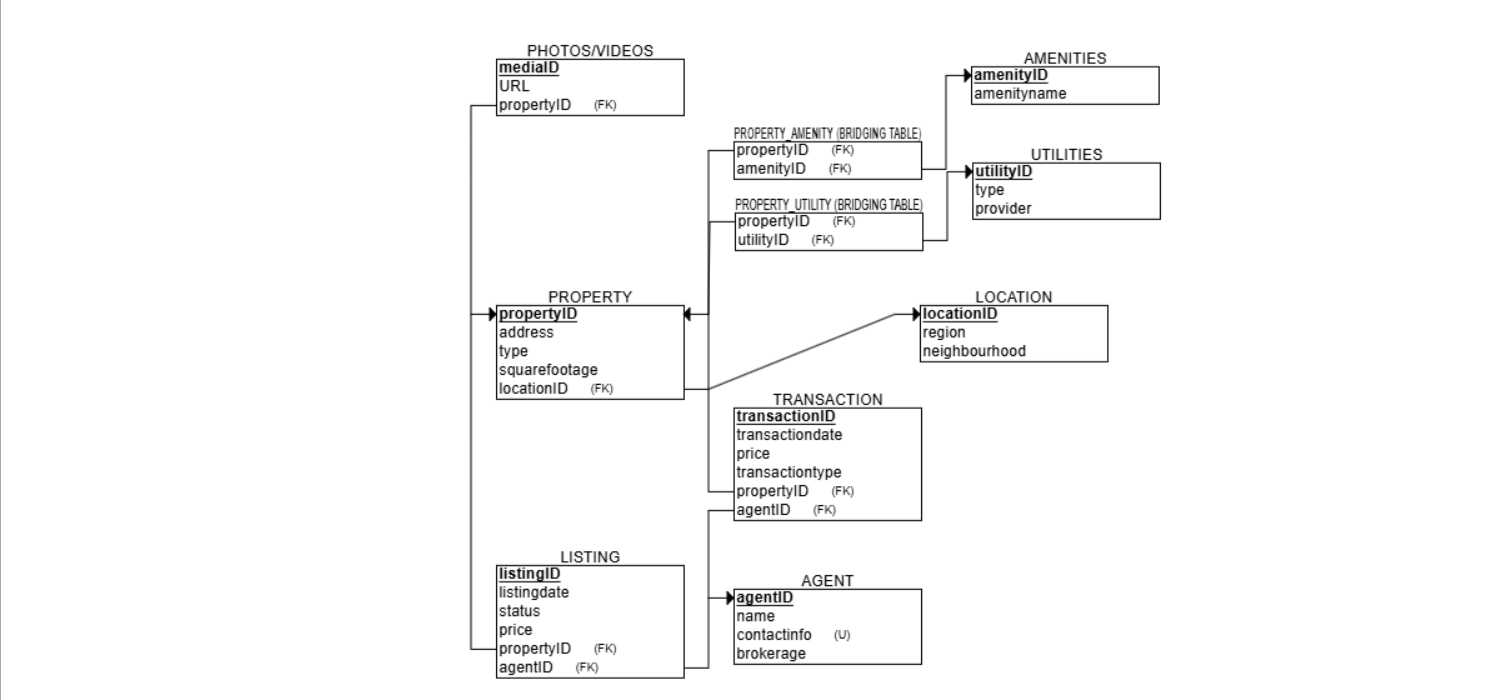 PHOTOS/VIDEOS
mediaID
URL
propertyID (FK)
AMENITIES
amenityID
amenityname
PROPERTY_AMENITY (BRIDGING TABLE)
propertyID (FK)
amenityID (FK)
UTILITIES
utilityID
type
provider
PROPERTY_UTILITY (BRIDGING TABLE)
propertyID (FK)
utilityID (FK)
PROPERTY
propertyID
address
type
squarefootage
locationID (FK)
LOCATION
locationID
region
neighbourhood
TRANSACTION
transactionID
transactiondate
price
transactiontype
propertyID (FK)
agentID (FK)
LISTING
listingID
listingdate
status
price
propertyID (FK)
agentID (FK)
AGENT
agentID
name
contactinfo (U)
brokerage